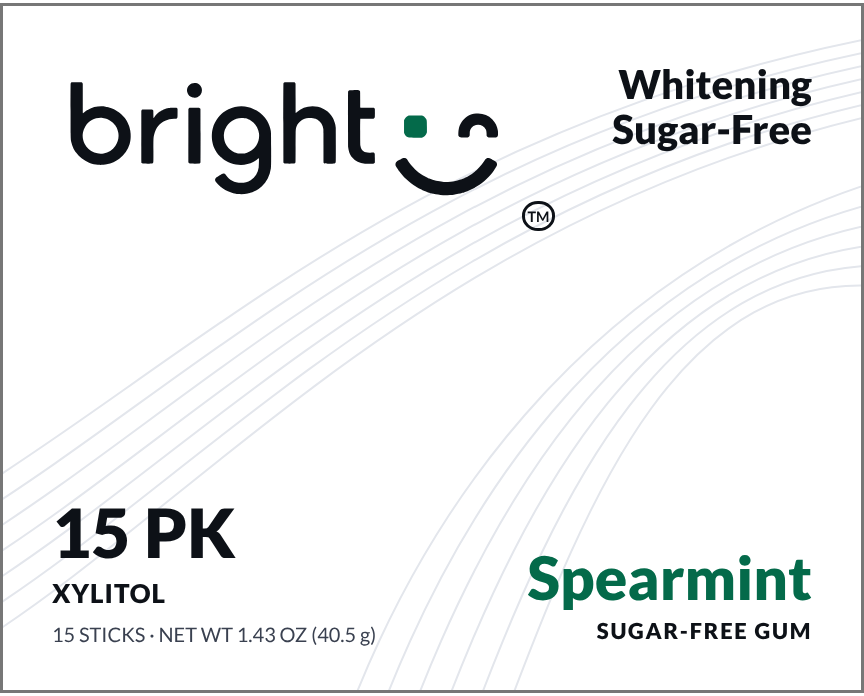 bright
TM
Whitening
Sugar-Free
15 PK
XYLITOL
15 STICKS · NET WT 1.43 OZ (40.5 g)
Spearmint
SUGAR-FREE GUM